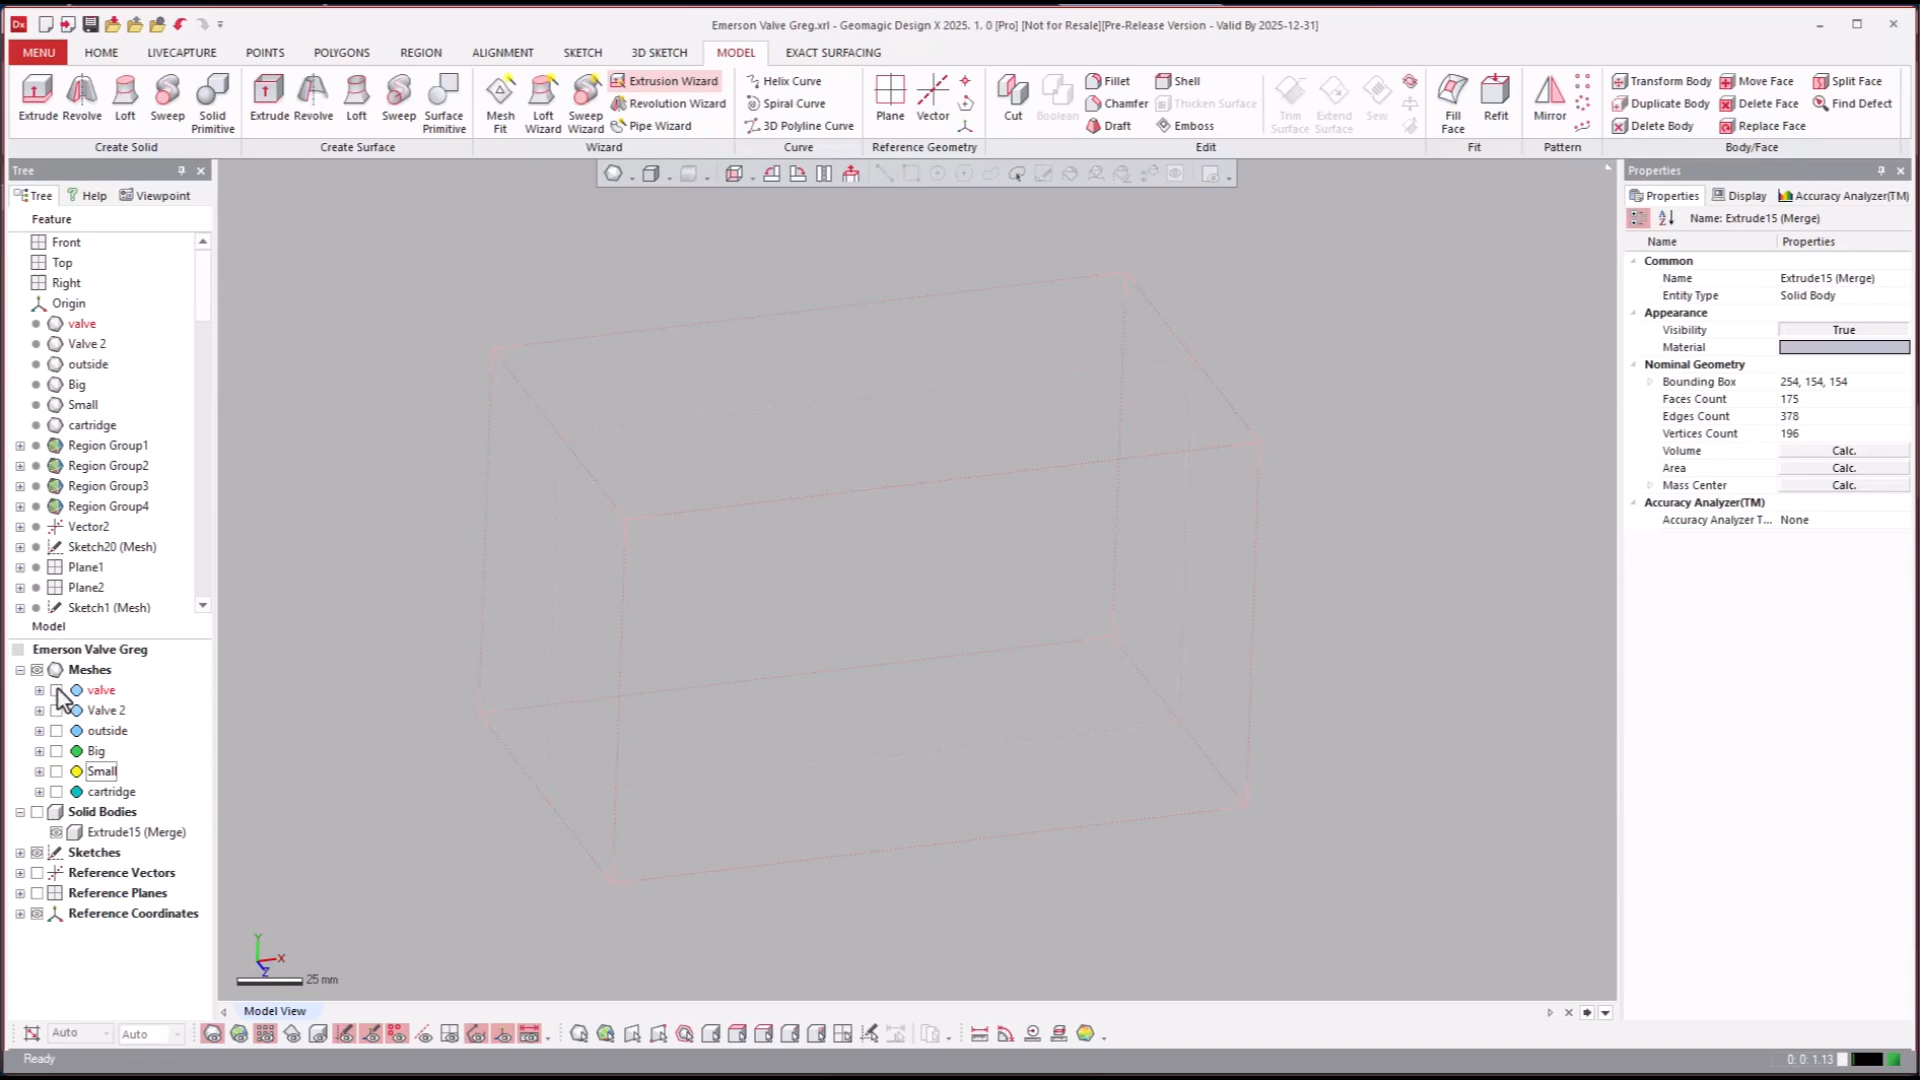 Emerson Valve Greg.xrl - Geomagic Design X 2025. 1. 0 [Pro] [Not for Resale][Pre-Release Version - Valid By 2025-12-31]
MENU HOME LIVECAPTURE POINTS POLYGONS REGION ALIGNMENT SKETCH 3D SKETCH MODEL EXACT SURFACING
Extrude Revolve Loft Sweep Solid Primitive
Create Solid
Extrude Revolve Loft Sweep Surface Primitive
Create Surface
Mesh Fit Loft Wizard Sweep Wizard Extrusion Wizard Revolution Wizard Pipe Wizard
Wizard
Helix Curve Spiral Curve 3D Polyline Curve
Curve
Plane Vector
Reference Geometry
Cut Boolean Fillet Chamfer Draft Shell Thicken Surface Emboss Trim Surface Extend Surface Sew
Edit
Fill Face Refit
Fit
Mirror
Pattern
Transform Body Duplicate Body Delete Body Move Face Delete Face Replace Face Split Face Find Defect
Body/Face
Tree
Tree Help Viewpoint
Feature
Front
Top
Right
Origin
valve
Valve 2
outside
Big
Small
cartridge
Region Group1
Region Group2
Region Group3
Region Group4
Vector2
Sketch20 (Mesh)
Plane1
Plane2
Sketch1 (Mesh)
Model
Emerson Valve Greg
Meshes
valve
Valve 2
outside
Big
Small
cartridge
Solid Bodies
Extrude15 (Merge)
Sketches
Reference Vectors
Reference Planes
Reference Coordinates
Y
X
Z
25 mm
Model View
Properties
Properties Display Accuracy Analyzer(TM)
Name: Extrude15 (Merge)
Name Properties
Common
Name Extrude15 (Merge)
Entity Type Solid Body
Appearance
Visibility True
Material
Nominal Geometry
Bounding Box 254, 154, 154
Faces Count 175
Edges Count 378
Vertices Count 196
Volume Calc.
Area Calc.
Mass Center Calc.
Accuracy Analyzer(TM)
Accuracy Analyzer T... None
Auto Auto
Ready
0: 0: 1.13